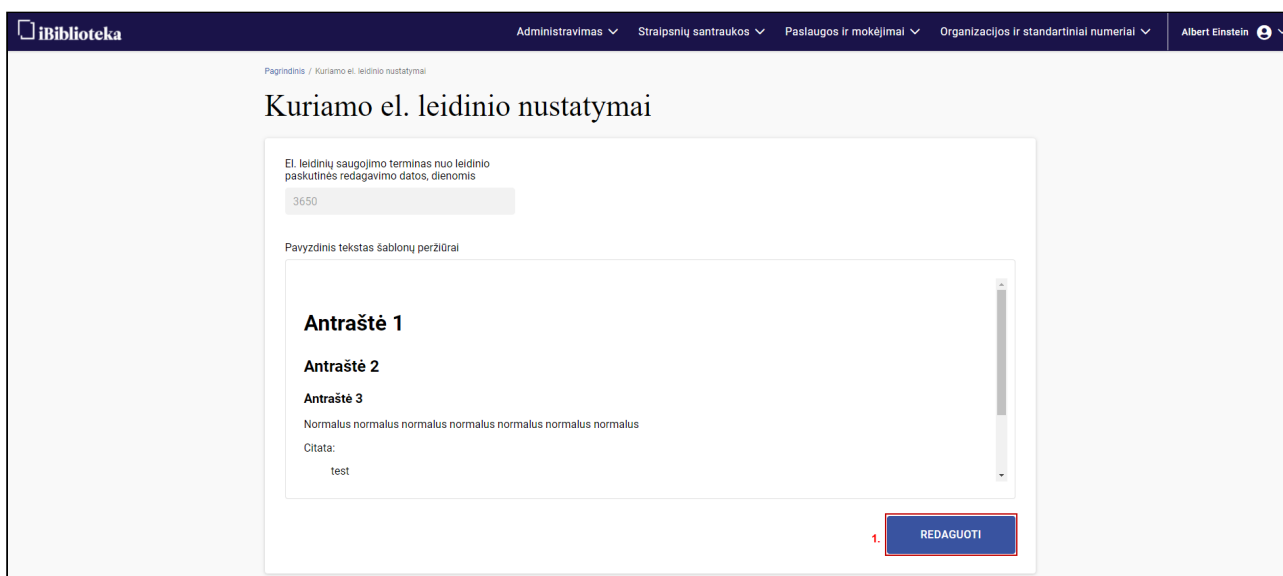 iBiblioteka
Administravimas Straipsnių santraukos Paslaugos ir mokėjimai Organizacijos ir standartiniai numeriai Albert Einstein
Pagrindinis / Kuriamo el. leidinio nustatymai
Kuriamo el. leidinio nustatymai
El. leidinių saugojimo terminas nuo leidinio
paskutinės redagavimo datos, dienomis
3650
Pavyzdinis tekstas šablonų peržiūrai
Antraštė 1
Antraštė 2
Antraštė 3
Normalus normalus normalus normalus normalus normalus normalus
Citata:
test
1. REDAGUOTI